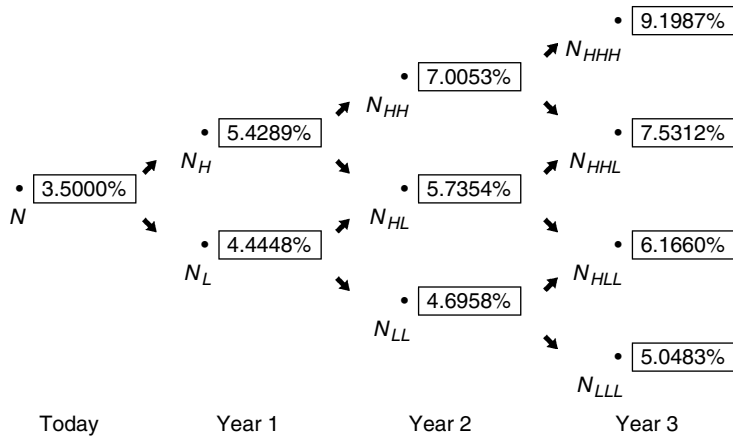 9.1987%
N_HHH
7.0053%
N_HH
5.4289%
7.5312%
N_H
N_HHL
3.5000%
5.7354%
N
N_HL
4.4448%
6.1660%
N_L
N_HLL
4.6958%
N_LL
5.0483%
N_LLL
Today Year 1 Year 2 Year 3